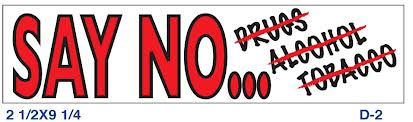 SAY NO...
DRUGS
ALCOHOL
TOBACCO
2 1/2X9 1/4 D-2